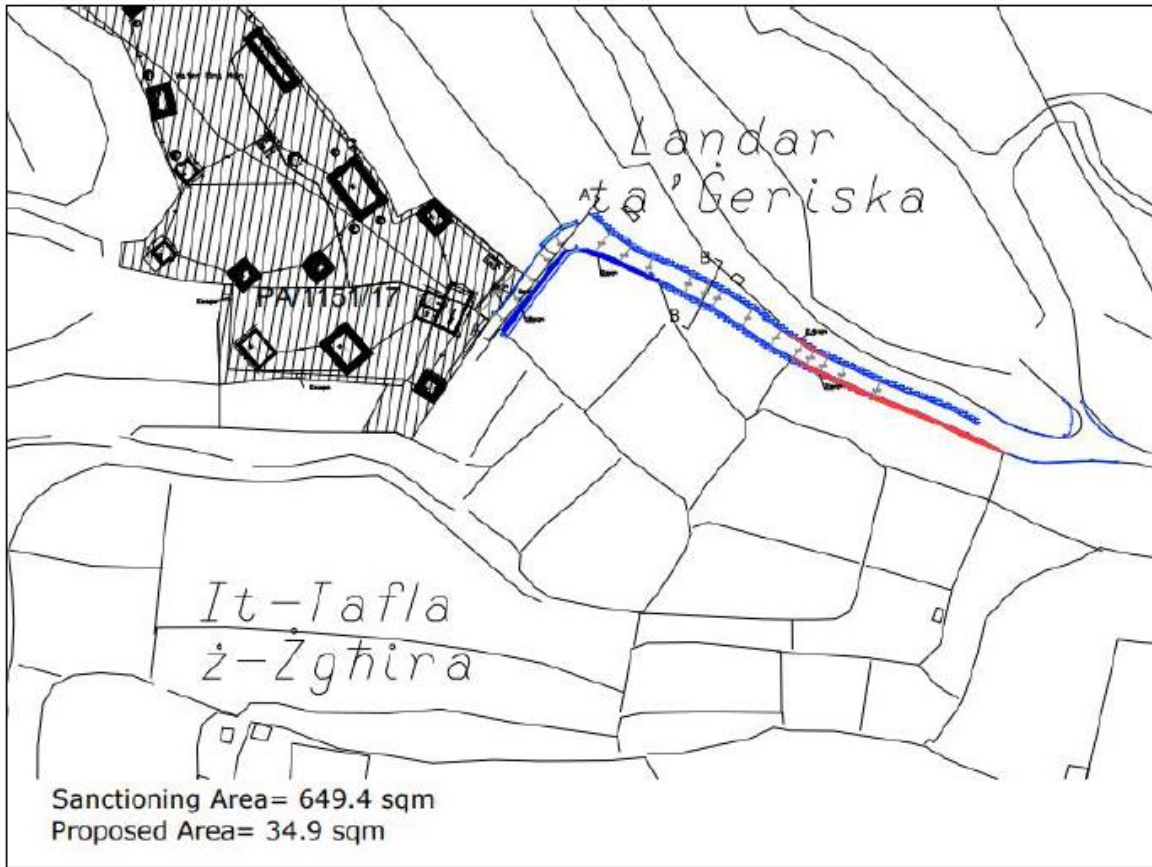 Landar
ta' Ġeriska
A
B
B
PA/1151/17
It-Tafla
ż-Żgħira
Sanctioning Area= 649.4 sqm
Proposed Area= 34.9 sqm